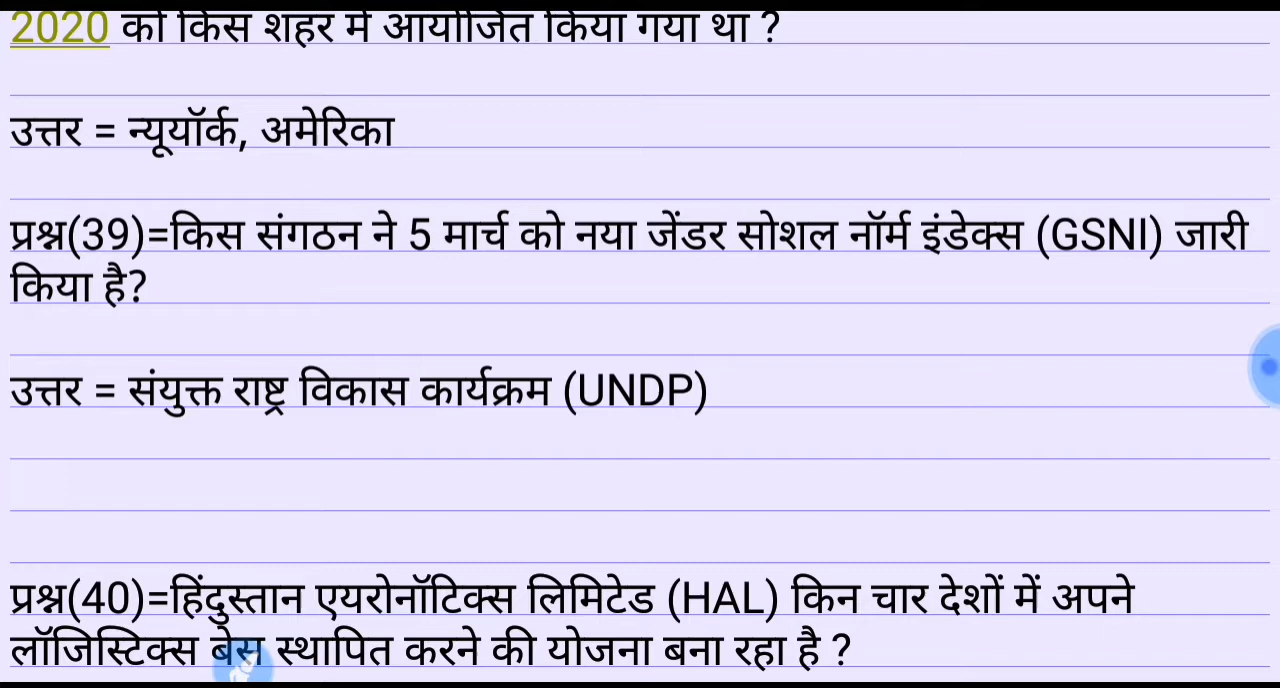 2020 को किस शहर में आयोजित किया गया था ?
उत्तर = न्यूयॉर्क, अमेरिका
प्रश्न(39)=किस संगठन ने 5 मार्च को नया जेंडर सोशल नॉर्म इंडेक्स (GSNI) जारी
किया है?
उत्तर = संयुक्त राष्ट्र विकास कार्यक्रम (UNDP)
प्रश्न(40)=हिंदुस्तान एयरोनॉटिक्स लिमिटेड (HAL) किन चार देशों में अपने
लॉजिस्टिक्स बेस स्थापित करने की योजना बना रहा है ?